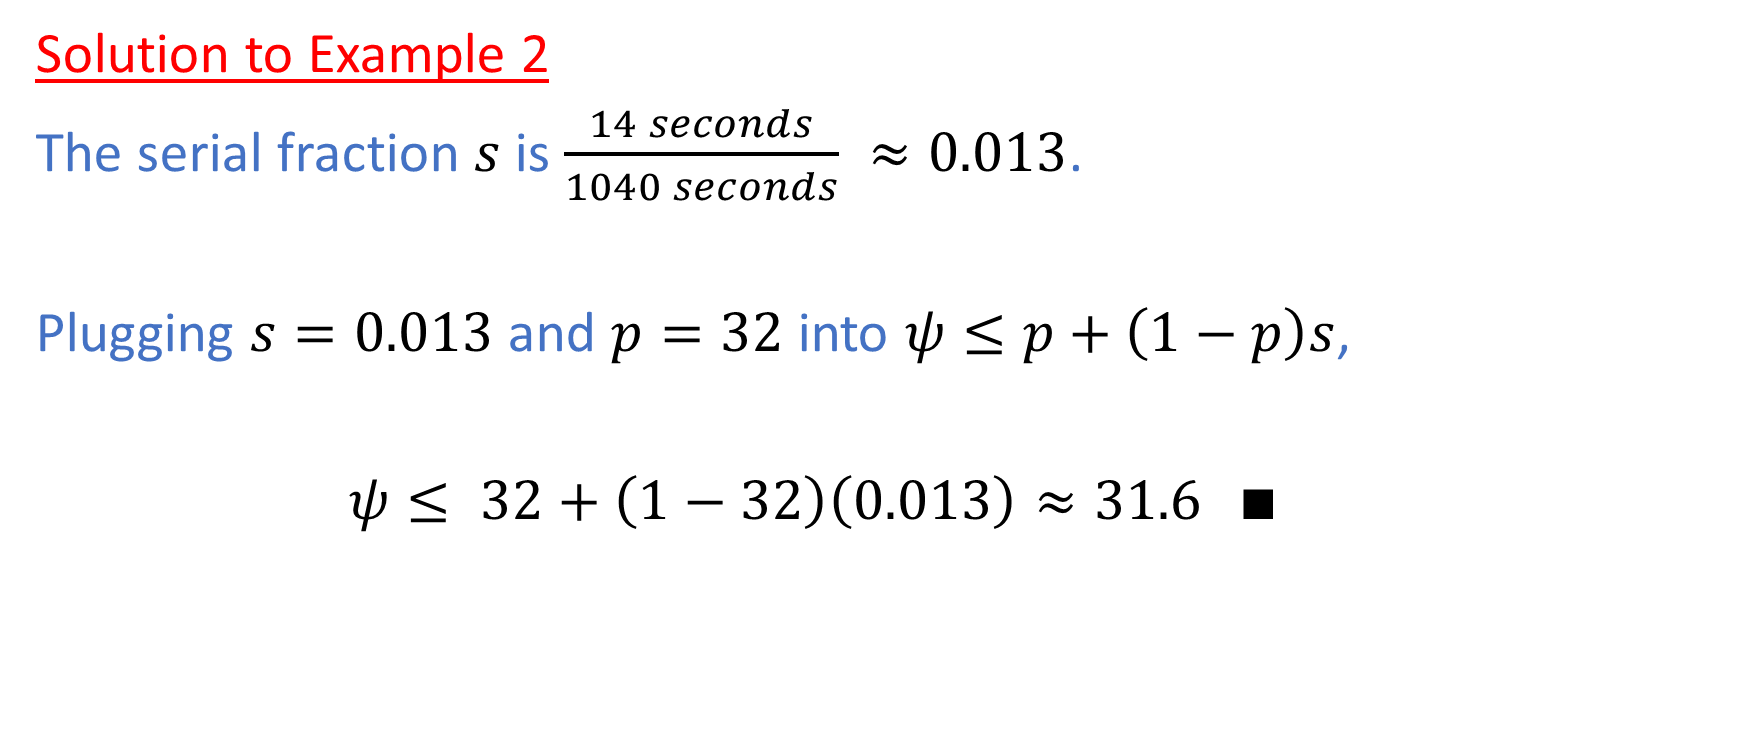 Solution to Example 2
The serial fraction s is 14 seconds / 1040 seconds ≈ 0.013.
Plugging s = 0.013 and p = 32 into ψ ≤ p + (1 − p)s,
ψ ≤ 32 + (1 − 32)(0.013) ≈ 31.6 ■